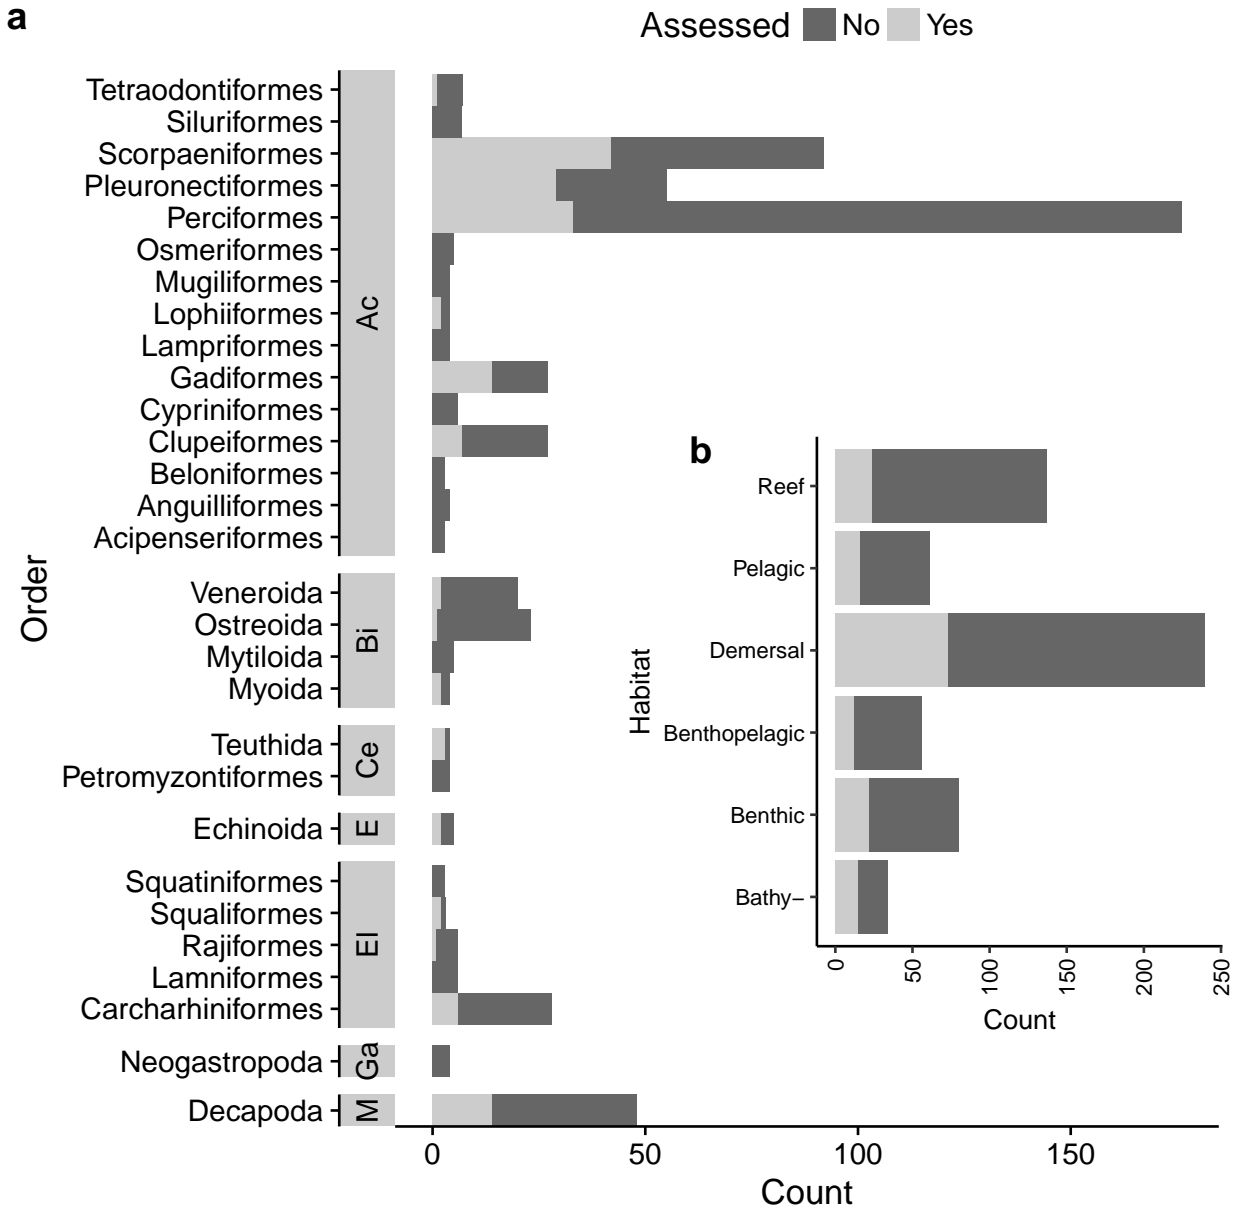 a
Assessed No Yes
Order
Tetraodontiformes
Siluriformes
Scorpaeniformes
Pleuronectiformes
Perciformes
Osmeriformes
Mugiliformes
Lophiiformes
Lampriformes
Gadiformes
Cypriniformes
Clupeiformes
Beloniformes
Anguilliformes
Acipenseriformes
Ac
Veneroida
Ostreoida
Mytiloida
Myoida
Bi
Teuthida
Petromyzontiformes
Ce
Echinoida
E
Squatiniformes
Squaliformes
Rajiformes
Lamniformes
Carcharhiniformes
El
Neogastropoda
Ga
Decapoda
M
0 50 100 150
Count
b
Habitat
Reef
Pelagic
Demersal
Benthopelagic
Benthic
Bathy−
0 50 100 150 200 250
Count